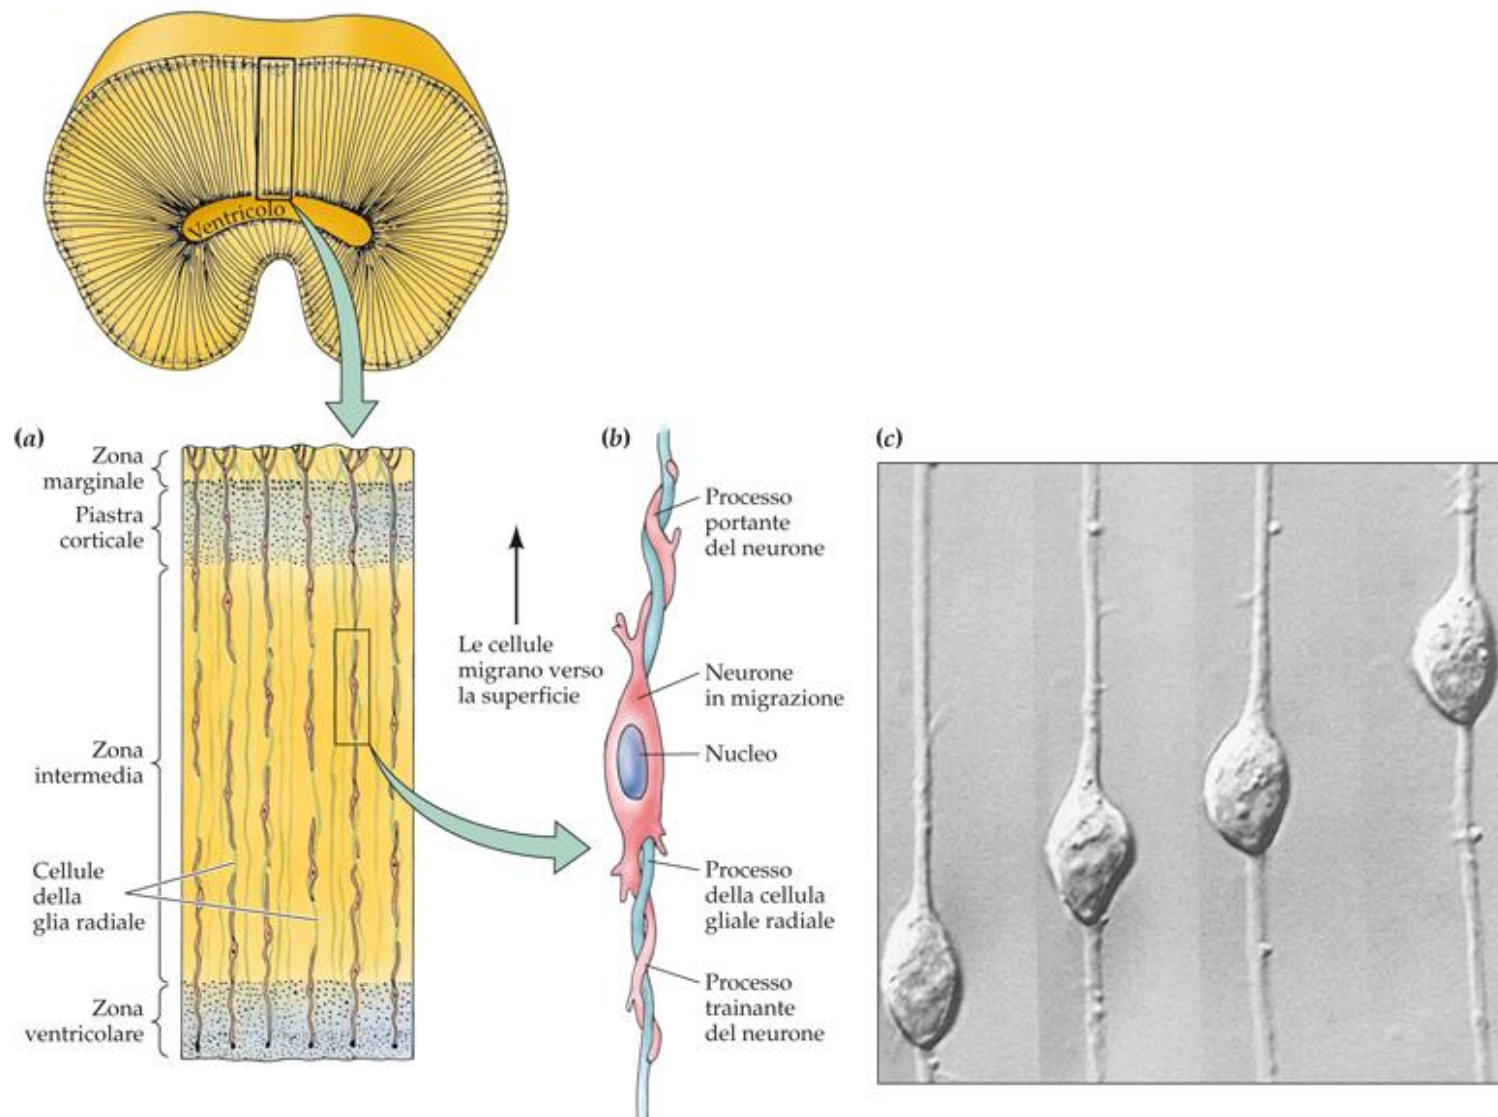 Ventricolo
(a)
Zona
marginale
Piastra
corticale
Zona
intermedia
Cellule
della
glia radiale
Zona
ventricolare
Le cellule
migrano verso
la superficie
(b)
Processo
portante
del neurone
Neurone
in migrazione
Nucleo
Processo
della cellula
gliale radiale
Processo
trainante
del neurone
(c)